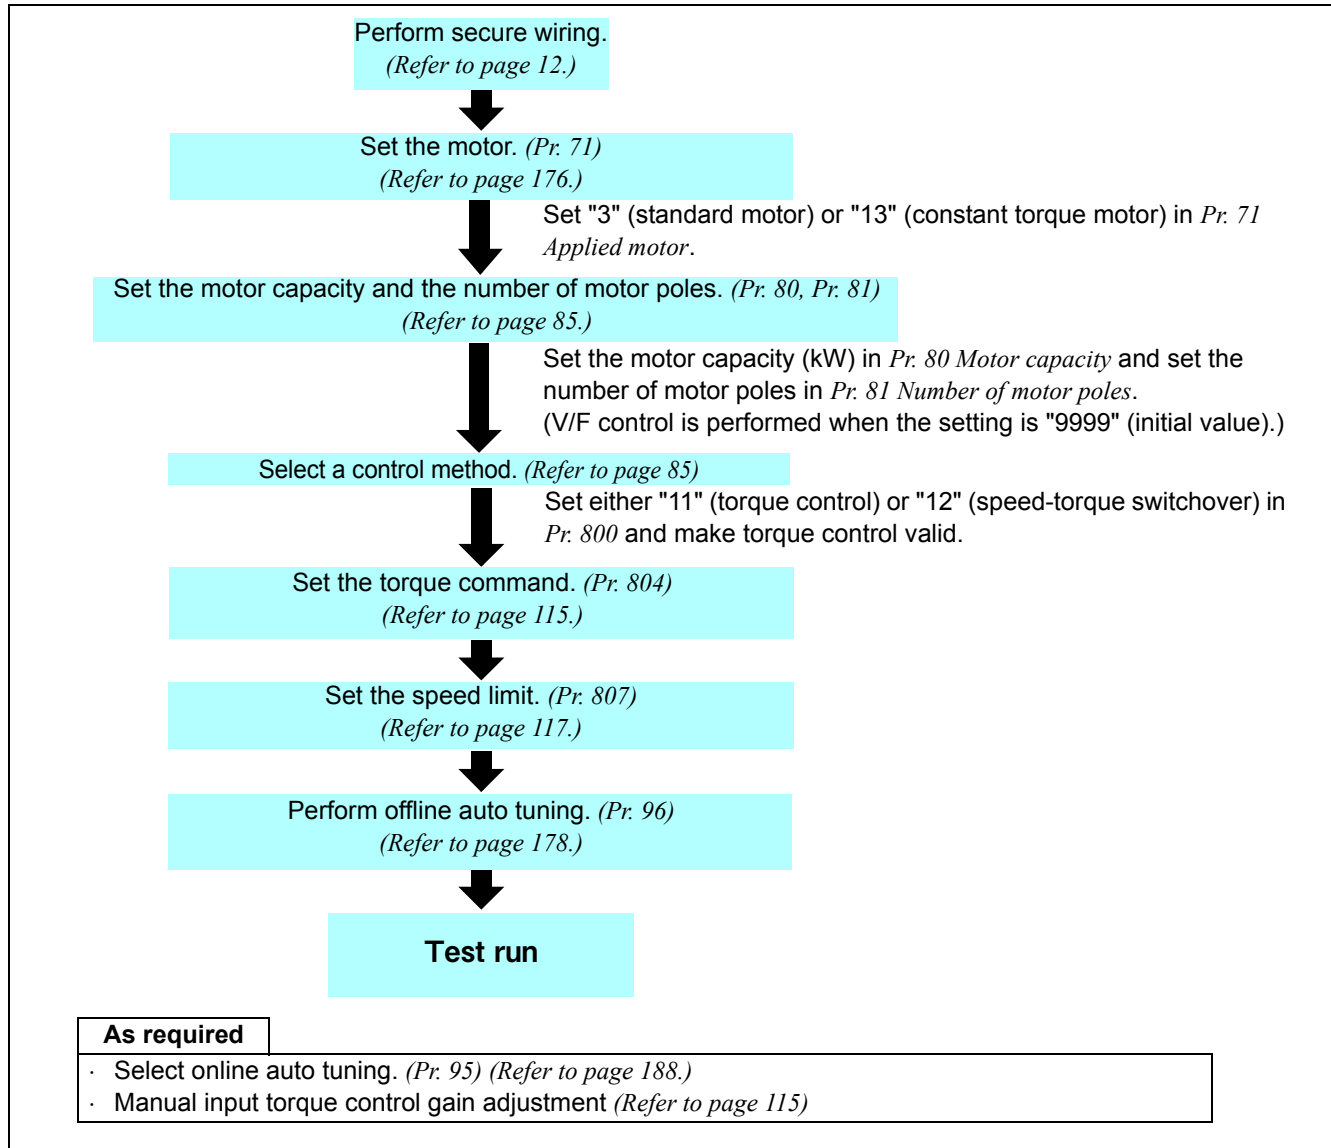 Perform secure wiring.
(Refer to page 12.)
Set the motor. (Pr. 71)
(Refer to page 176.)
Set "3" (standard motor) or "13" (constant torque motor) in Pr. 71
Applied motor.
Set the motor capacity and the number of motor poles. (Pr. 80, Pr. 81)
(Refer to page 85.)
Set the motor capacity (kW) in Pr. 80 Motor capacity and set the
number of motor poles in Pr. 81 Number of motor poles.
(V/F control is performed when the setting is "9999" (initial value).)
Select a control method. (Refer to page 85)
Set either "11" (torque control) or "12" (speed-torque switchover) in
Pr. 800 and make torque control valid.
Set the torque command. (Pr. 804)
(Refer to page 115.)
Set the speed limit. (Pr. 807)
(Refer to page 117.)
Perform offline auto tuning. (Pr. 96)
(Refer to page 178.)
Test run
As required
· Select online auto tuning. (Pr. 95) (Refer to page 188.)
· Manual input torque control gain adjustment (Refer to page 115)